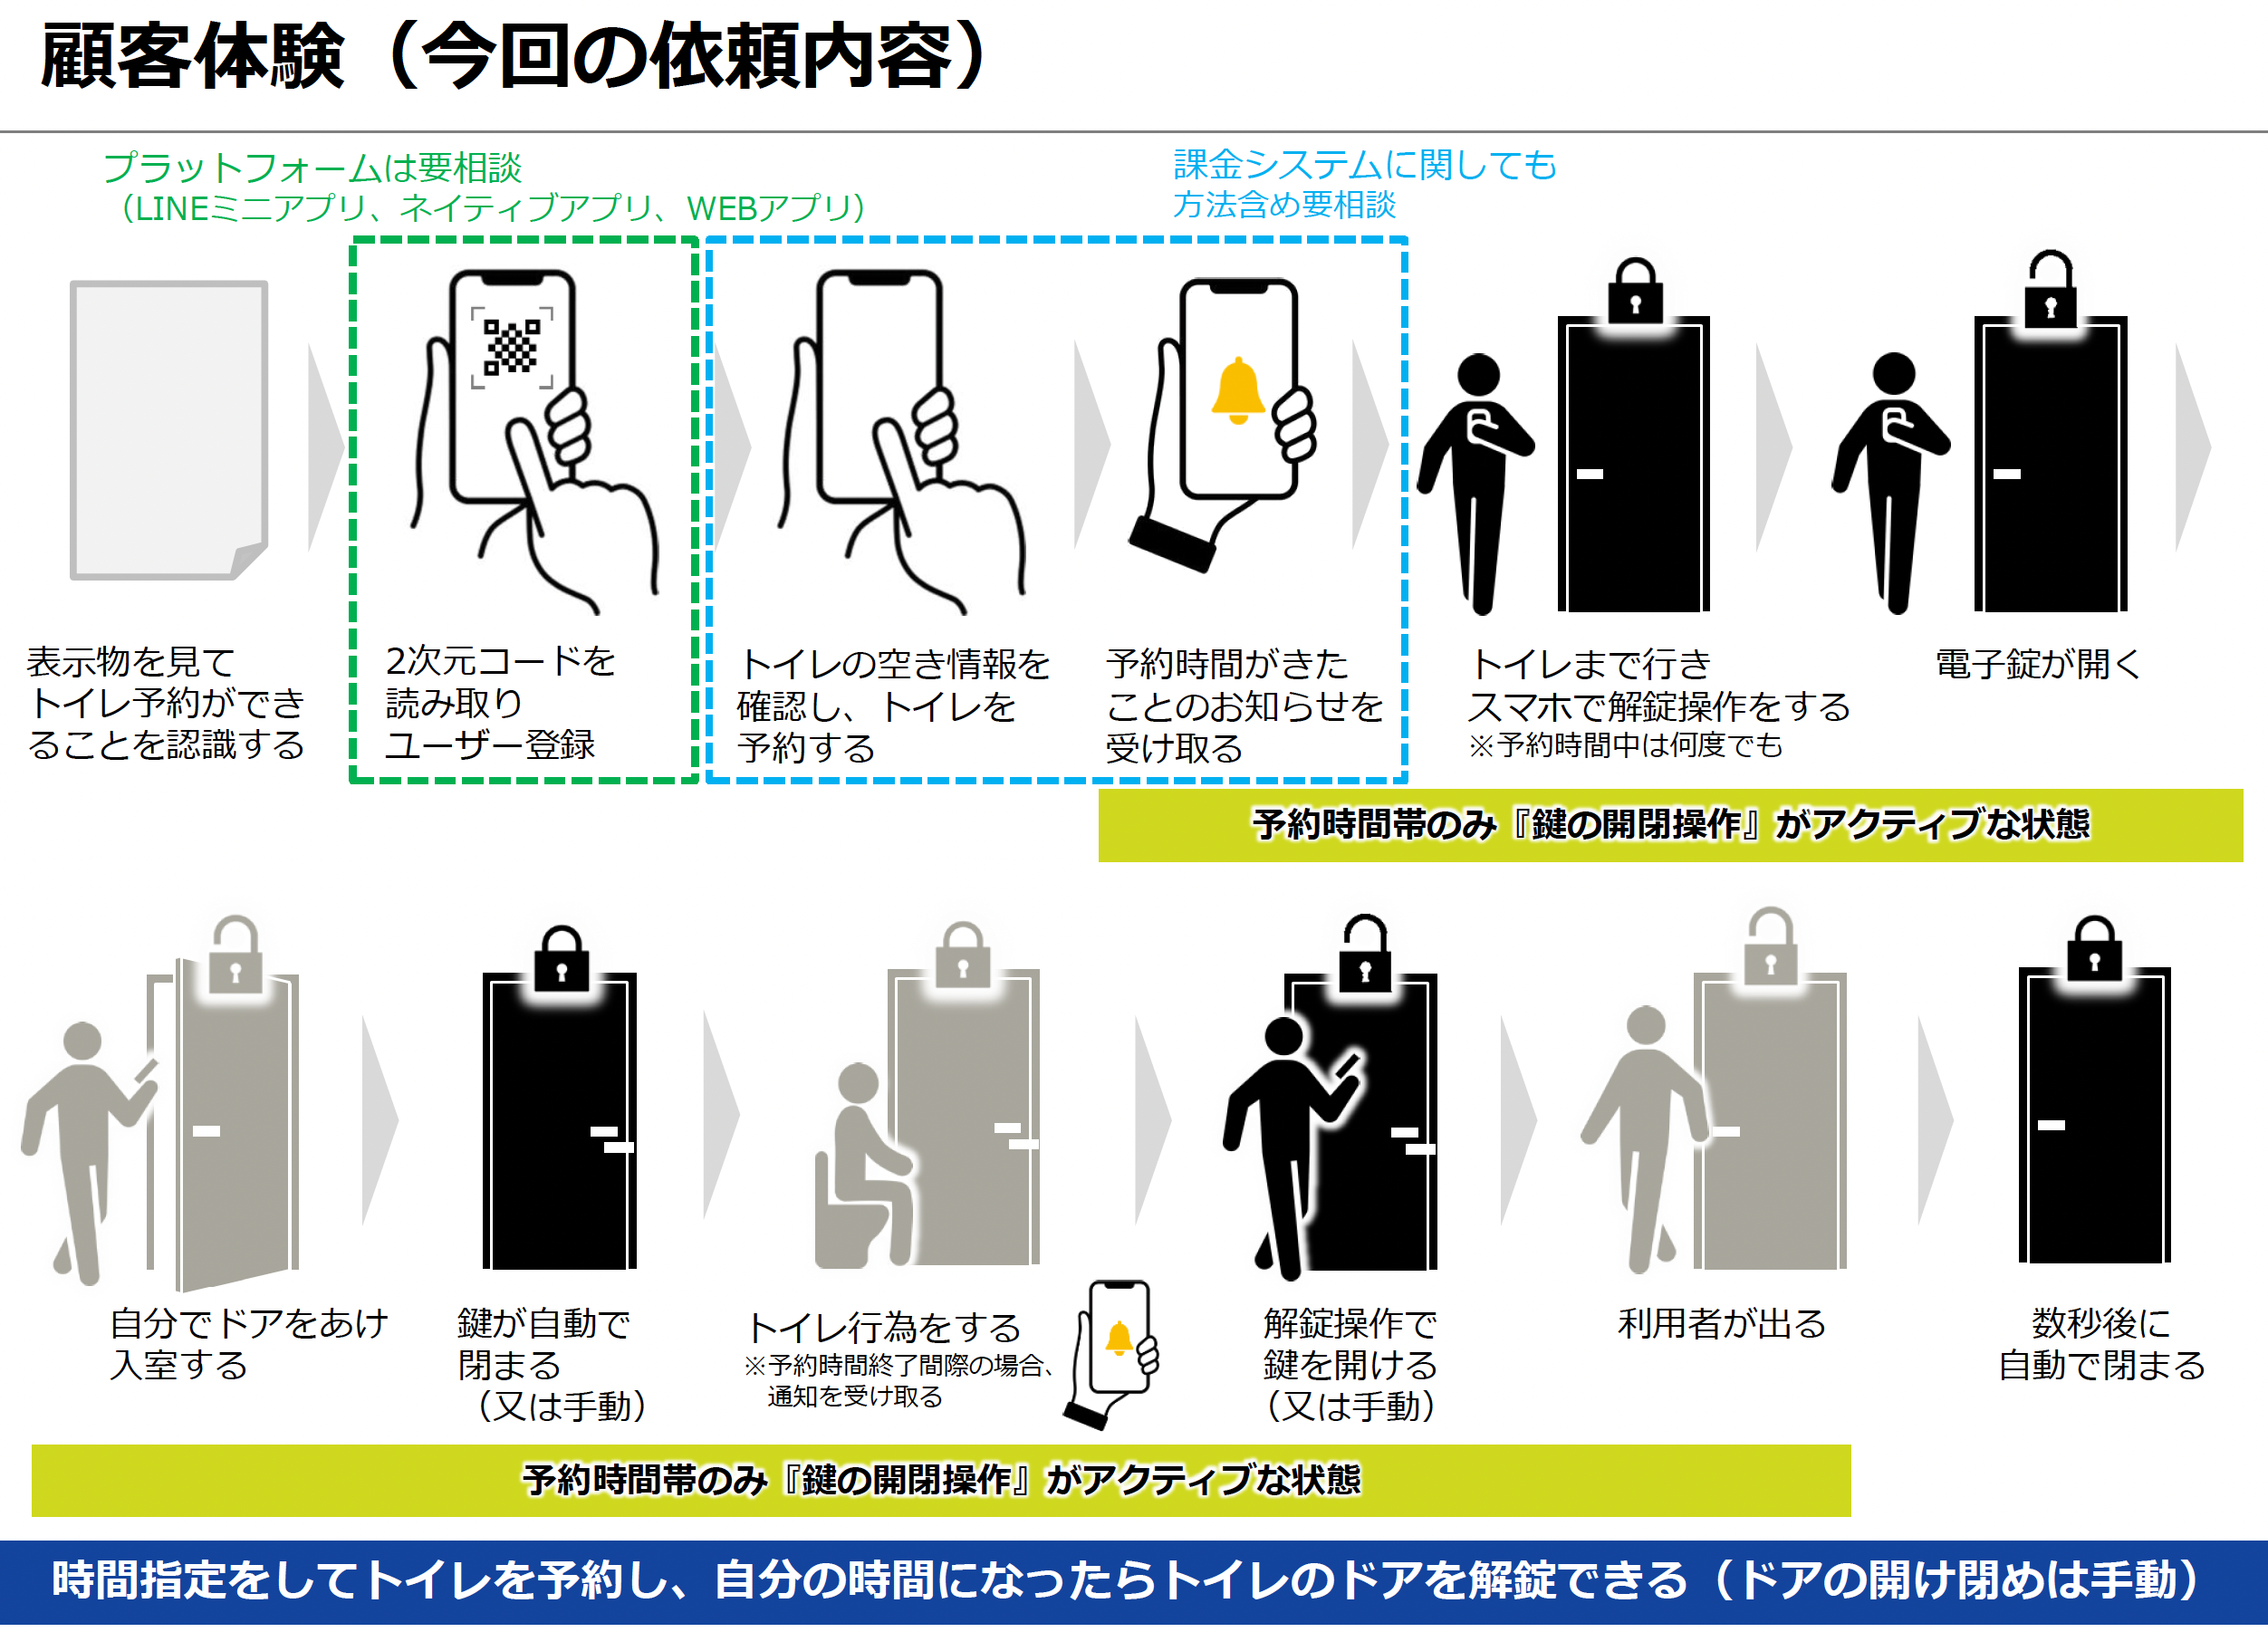 顧客体験（今回の依頼内容）
プラットフォームは要相談
（LINEミニアプリ、ネイティブアプリ、WEBアプリ）
課金システムに関しても
方法含め要相談
表示物を見て
トイレ予約ができ
ることを認識する
2次元コードを
読み取り
ユーザー登録
トイレの空き情報を
確認し、トイレを
予約する
予約時間がきた
ことのお知らせを
受け取る
トイレまで行き
スマホで解錠操作をする
※予約時間中は何度でも
電子錠が開く
予約時間帯のみ『鍵の開閉操作』がアクティブな状態
自分でドアをあけ
入室する
鍵が自動で
閉まる
（又は手動）
トイレ行為をする
※予約時間終了間際の場合、
通知を受け取る
解錠操作で
鍵を開ける
（又は手動）
利用者が出る
数秒後に
自動で閉まる
予約時間帯のみ『鍵の開閉操作』がアクティブな状態
時間指定をしてトイレを予約し、自分の時間になったらトイレのドアを解錠できる（ドアの開け閉めは手動）